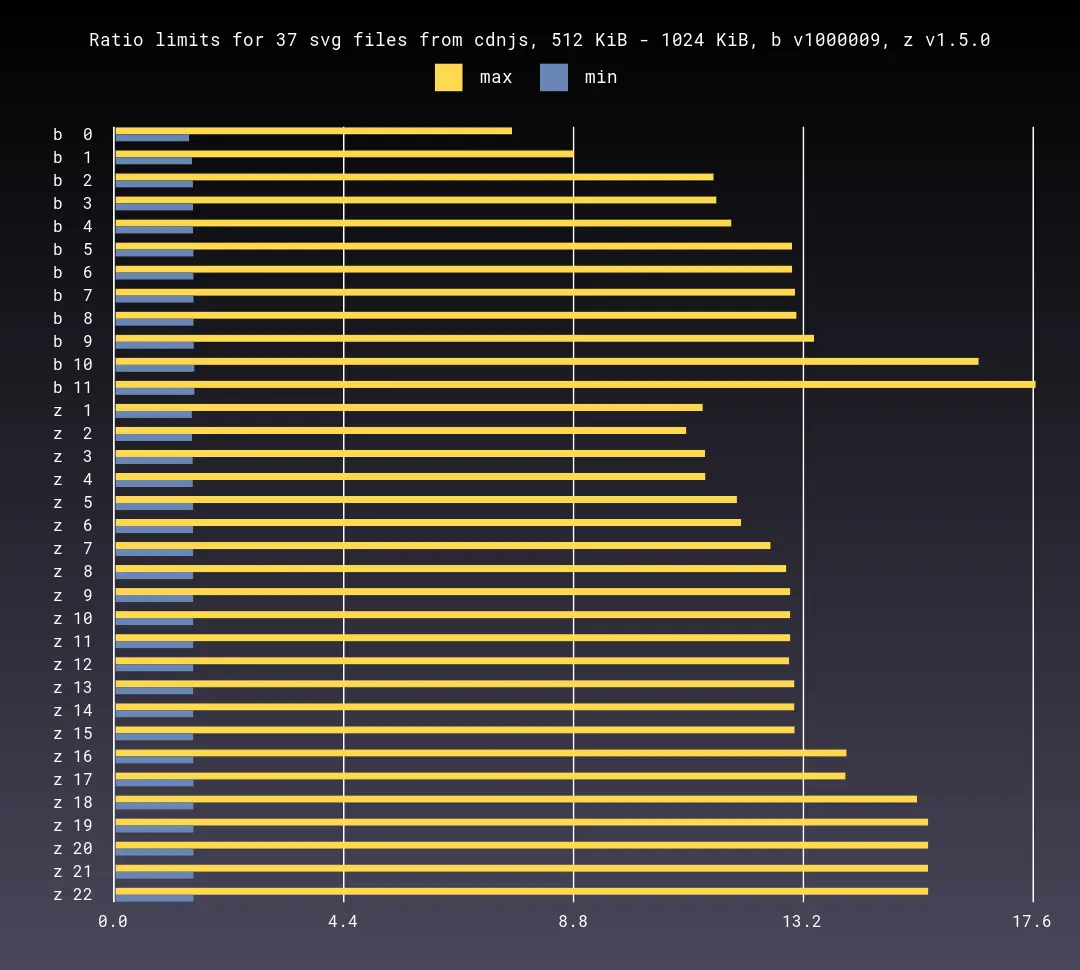 Ratio limits for 37 svg files from cdnjs, 512 KiB - 1024 KiB, b v1000009, z v1.5.0
max min
b 0
b 1
b 2
b 3
b 4
b 5
b 6
b 7
b 8
b 9
b 10
b 11
z 1
z 2
z 3
z 4
z 5
z 6
z 7
z 8
z 9
z 10
z 11
z 12
z 13
z 14
z 15
z 16
z 17
z 18
z 19
z 20
z 21
z 22
0.0 4.4 8.8 13.2 17.6